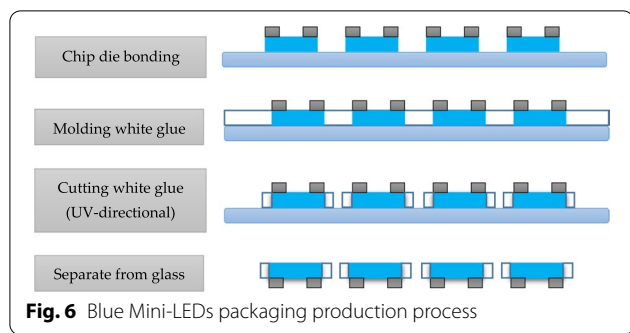 Chip die bonding
Molding white glue
Cutting white glue
(UV-directional)
Separate from glass
Fig. 6 Blue Mini-LEDs packaging production process